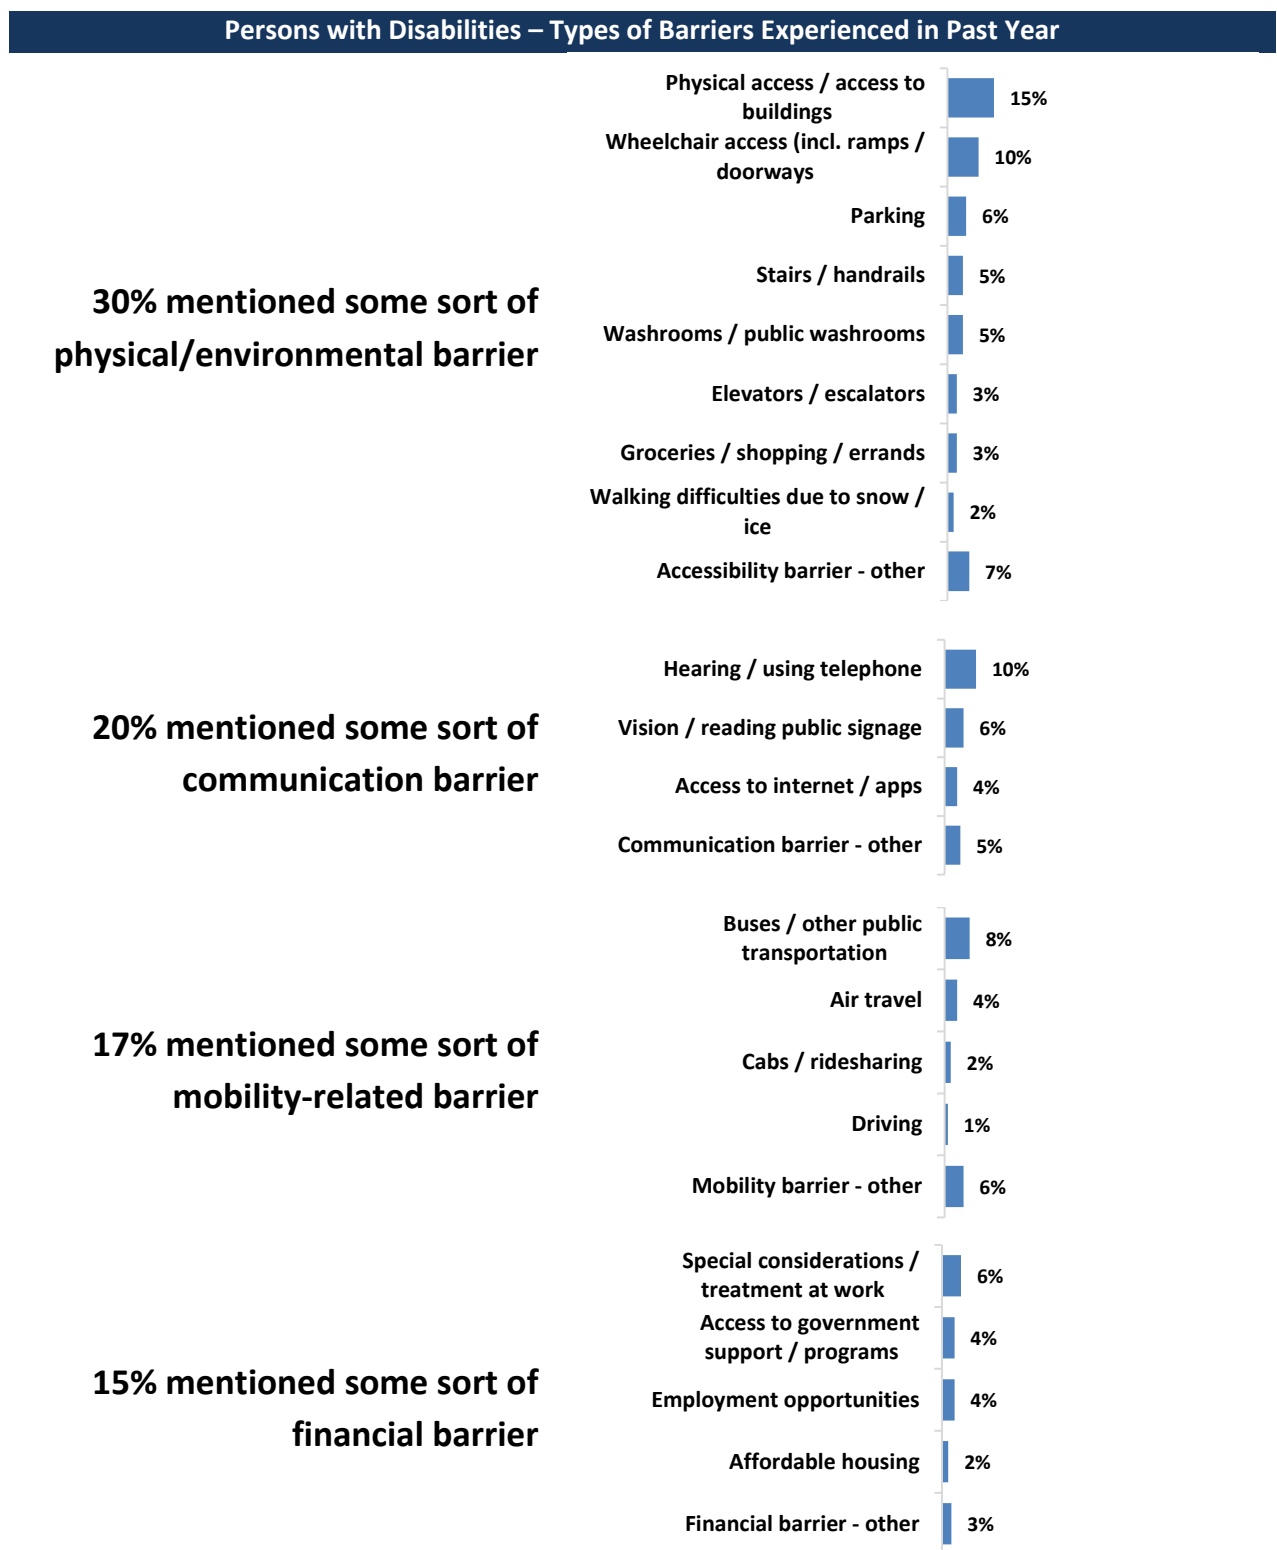 Persons with Disabilities – Types of Barriers Experienced in Past Year
30% mentioned some sort of
physical/environmental barrier
Physical access / access to
buildings
15%
Wheelchair access (incl. ramps /
doorways
10%
Parking
6%
Stairs / handrails
5%
Washrooms / public washrooms
5%
Elevators / escalators
3%
Groceries / shopping / errands
3%
Walking difficulties due to snow /
ice
2%
Accessibility barrier - other
7%
20% mentioned some sort of
communication barrier
Hearing / using telephone
10%
Vision / reading public signage
6%
Access to internet / apps
4%
Communication barrier - other
5%
17% mentioned some sort of
mobility-related barrier
Buses / other public
transportation
8%
Air travel
4%
Cabs / ridesharing
2%
Driving
1%
Mobility barrier - other
6%
15% mentioned some sort of
financial barrier
Special considerations /
treatment at work
6%
Access to government
support / programs
4%
Employment opportunities
4%
Affordable housing
2%
Financial barrier - other
3%